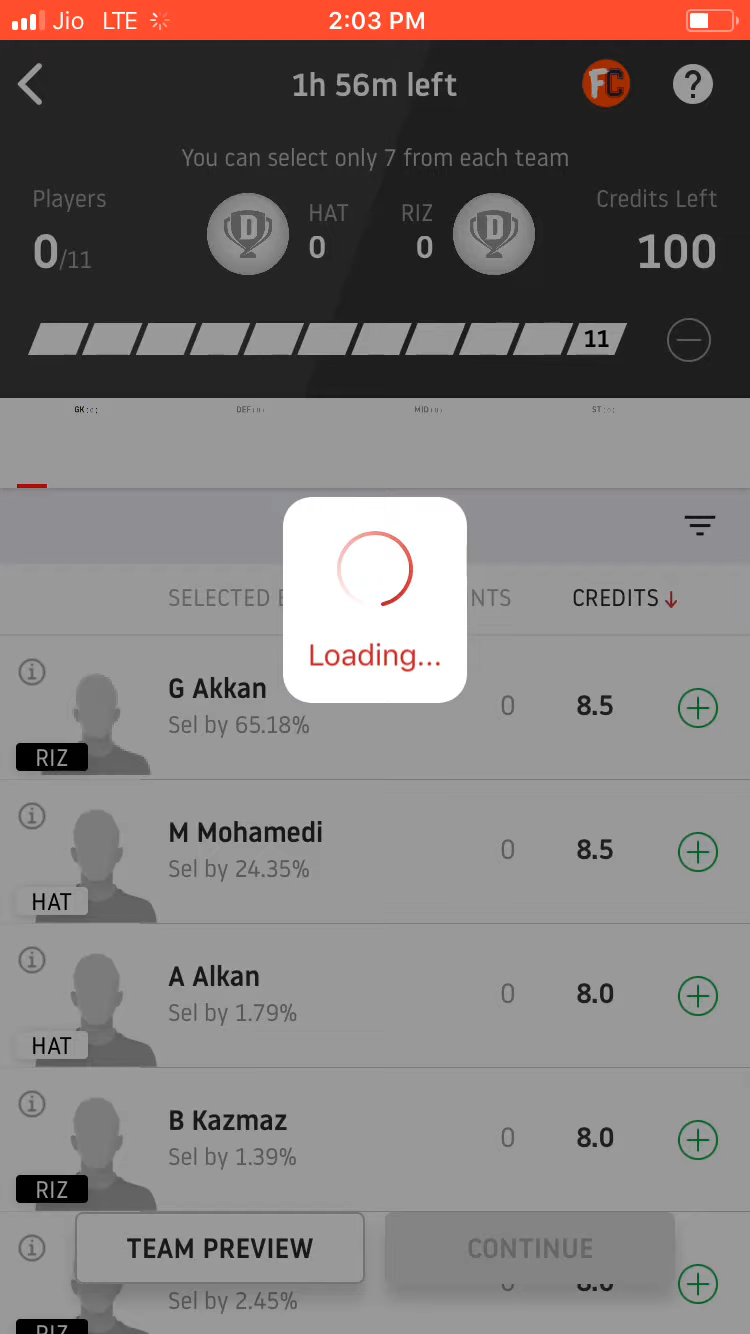 Jio LTE 2:03 PM
1h 56m left FC ?
You can select only 7 from each team
Players HAT RIZ Credits Left
0/11 D 0 0 D 100
11
GK DEF MID ST
SELECTED NTS CREDITS
Loading...
G Akkan
Sel by 65.18% 0 8.5
RIZ
M Mohamedi
Sel by 24.35% 0 8.5
HAT
A Alkan
Sel by 1.79% 0 8.0
HAT
B Kazmaz
Sel by 1.39% 0 8.0
RIZ
TEAM PREVIEW CONTINUE
Sel by 2.45%
RIZ